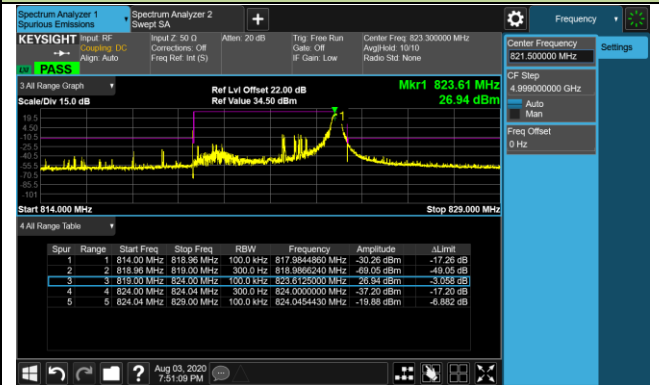 Spectrum Analyzer 1
Spurious Emissions
Spectrum Analyzer 2
Swept SA
+
Frequency
KEYSIGHT
Input: RF
Coupling: DC
Align: Auto
Input Z: 50 Ω
Corrections: Off
Freq Ref: Int (S)
Atten: 20 dB
Trig: Free Run
Gate: Off
IF Gain: Low
Center Freq: 823.300000 MHz
Avg|Hold: 10/10
Radio Std: None
PASS
Center Frequency
821.500000 MHz
Settings
CF Step
4.999000000 GHz
Auto
Man
Freq Offset
0 Hz
3 All Range Graph
Scale/Div 15.0 dB
Ref Lvl Offset 22.00 dB
Ref Value 34.50 dBm
Mkr1 823.61 MHz
26.94 dBm
1
19.5
4.50
-10.5
-25.5
-40.5
-55.5
-70.5
-85.5
-101
Start 814.000 MHz
Stop 829.000 MHz
4 All Range Table
Spur Range Start Freq Stop Freq RBW Frequency Amplitude ΔLimit
1 1 814.00 MHz 818.96 MHz 100.0 kHz 817.9844860 MHz -30.26 dBm -17.26 dB
2 2 818.96 MHz 819.00 MHz 300.0 Hz 818.9866240 MHz -69.05 dBm -49.05 dB
3 3 819.00 MHz 824.00 MHz 100.0 kHz 823.6125000 MHz 26.94 dBm -3.058 dB
4 4 824.00 MHz 824.04 MHz 300.0 Hz 824.0000000 MHz -37.20 dBm -17.20 dB
5 5 824.04 MHz 829.00 MHz 100.0 kHz 824.0454430 MHz -19.88 dBm -6.882 dB
?
Aug 03, 2020
7:51:09 PM